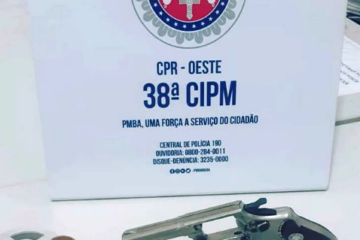 CPR - OESTE
38ª CIPM
PMBA, UMA FORÇA A SERVIÇO DO CIDADÃO
CENTRAL DE POLÍCIA 190
OUVIDORIA: 0800-284-0011
DISQUE-DENÚNCIA: 3235-0000